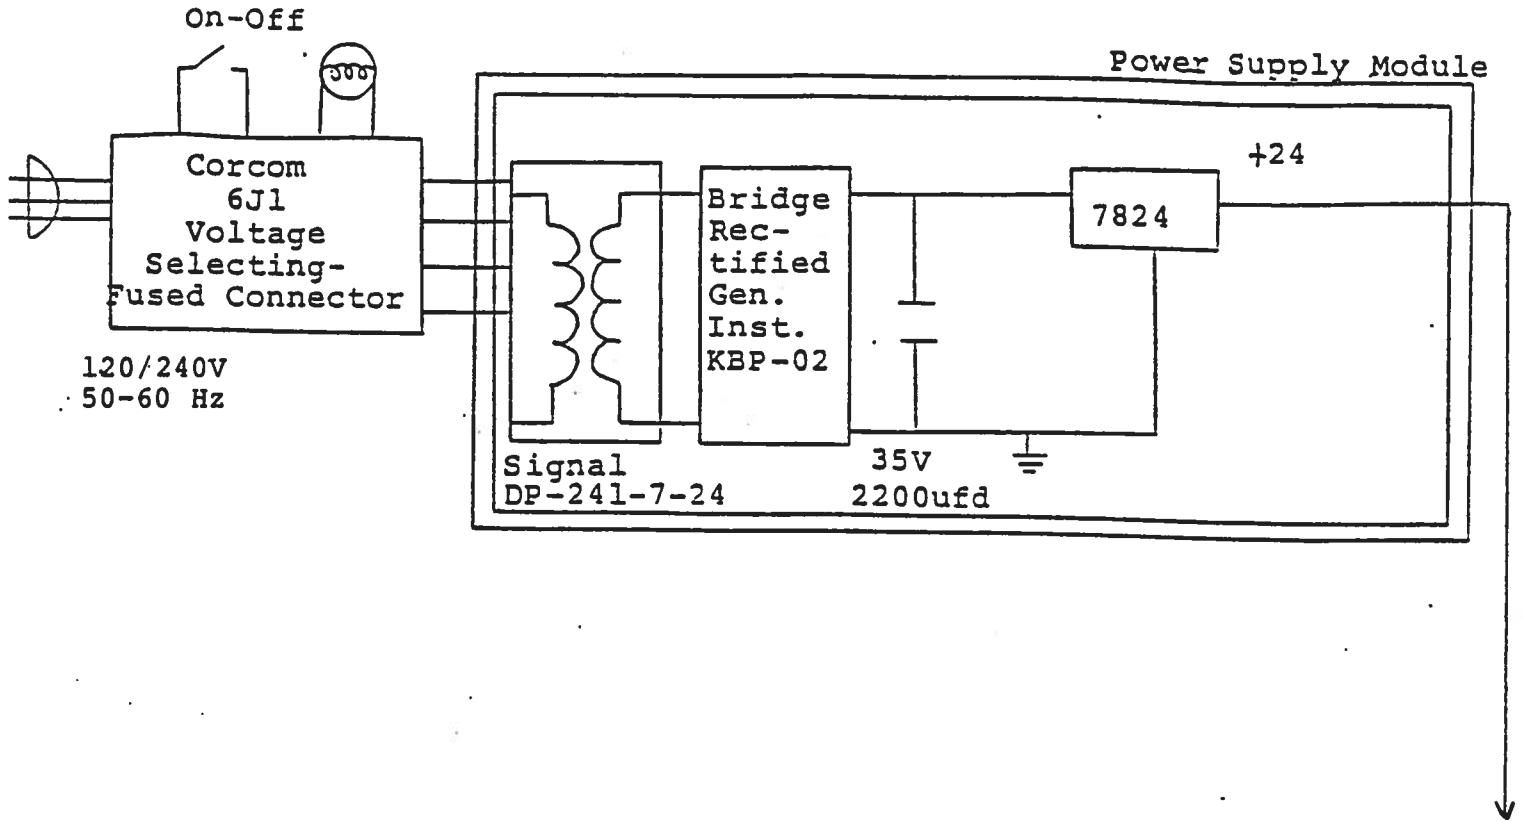 On-Off
Power Supply Module
Corcom
6J1
Voltage
Selecting-
Fused Connector
120/240V
50-60 Hz
Bridge
Rec-
tified
Gen.
Inst.
KBP-02
+24
7824
Signal
DP-241-7-24
35V
2200ufd